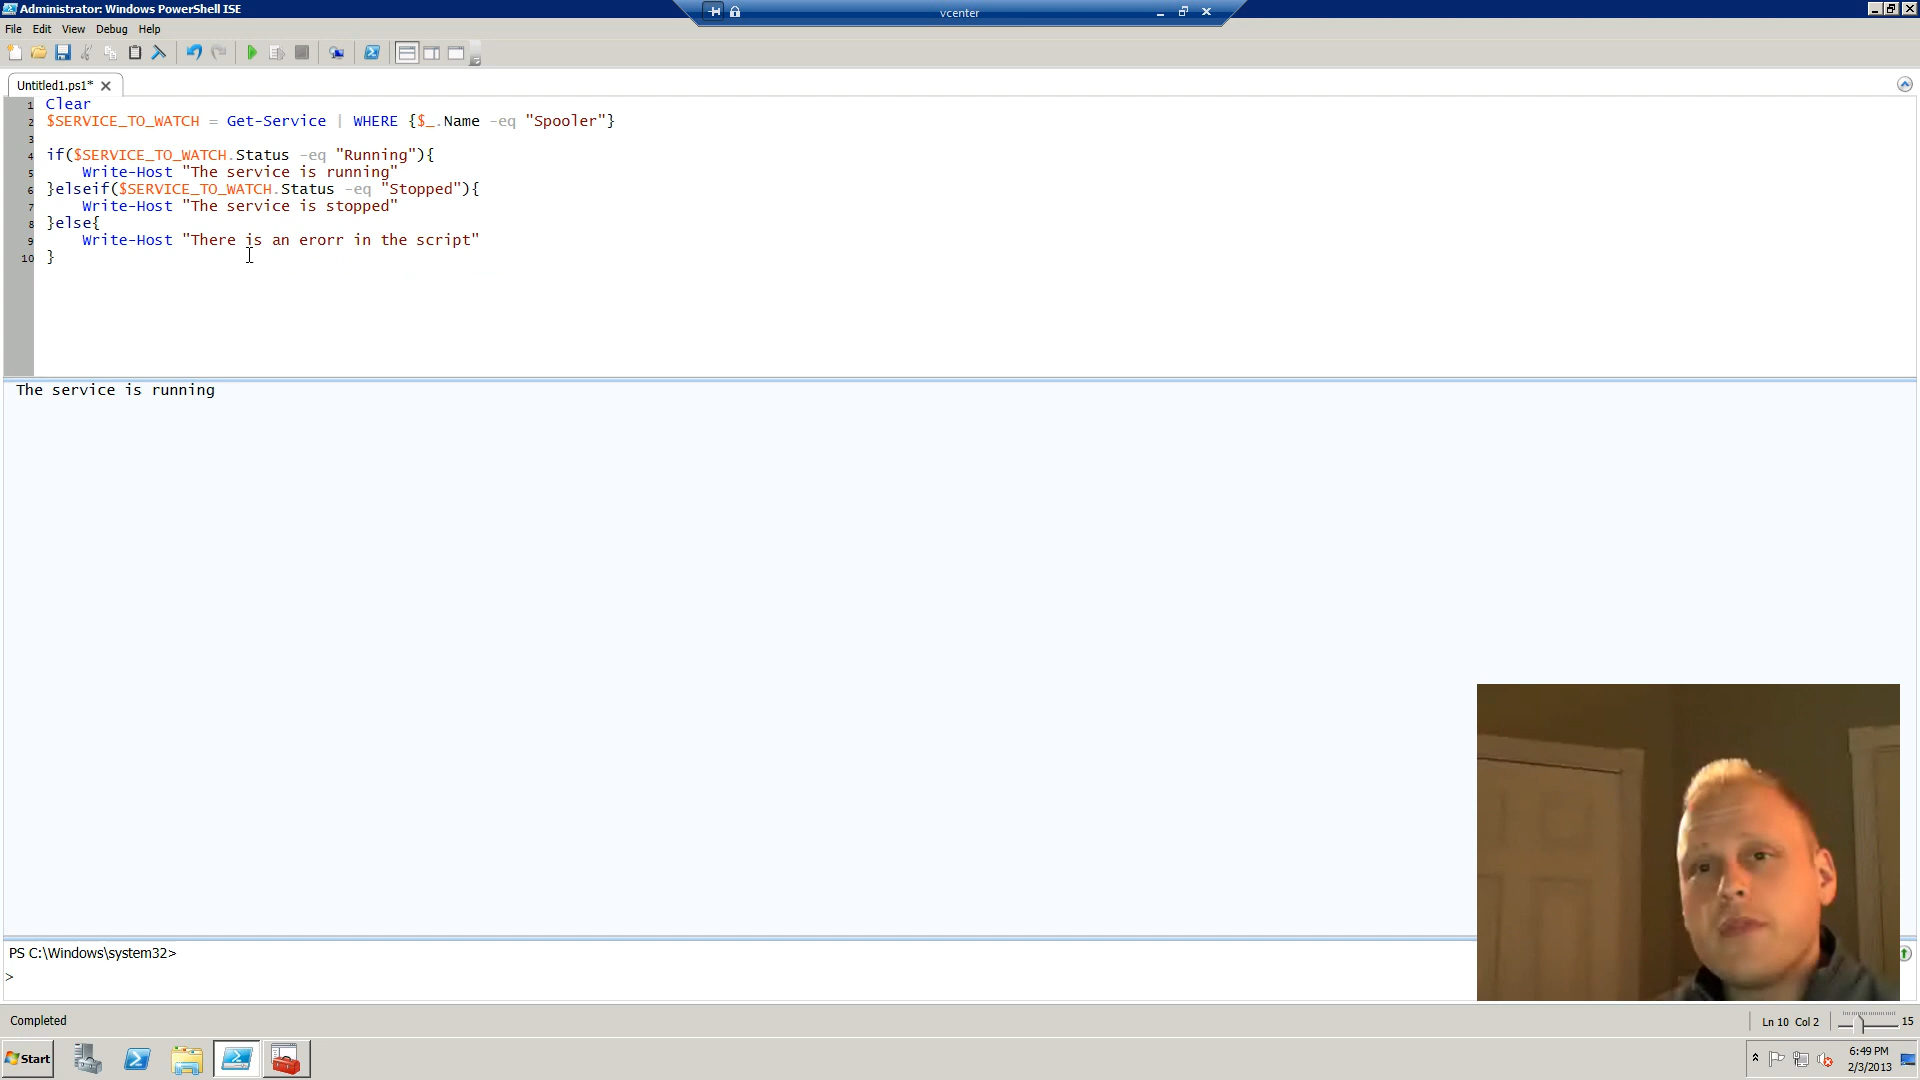 Administrator: Windows PowerShell ISE
vcenter
File Edit View Debug Help
Untitled1.ps1*
1 Clear
2 $SERVICE_TO_WATCH = Get-Service | WHERE {$_.Name -eq "Spooler"}
3
4 if($SERVICE_TO_WATCH.Status -eq "Running"){
5 Write-Host "The service is running"
6 }elseif($SERVICE_TO_WATCH.Status -eq "Stopped"){
7 Write-Host "The service is stopped"
8 }else{
9 Write-Host "There is an erorr in the script"
10 }
The service is running
PS C:\Windows\system32>
>
Completed
Ln 10 Col 2
15
Start
6:49 PM
2/3/2013